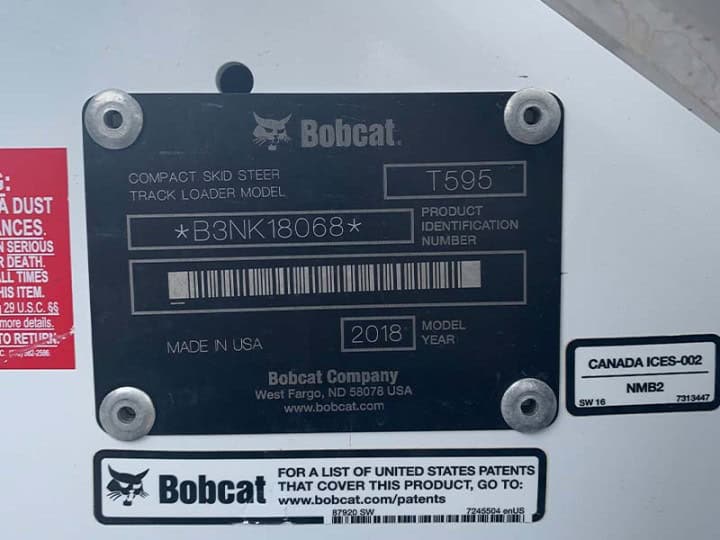 Bobcat.
COMPACT SKID STEER
TRACK LOADER MODEL
T595
*B3NK18068*
PRODUCT
IDENTIFICATION
NUMBER
MADE IN USA
2018
MODEL
YEAR
Bobcat Company
West Fargo, ND 58078 USA
www.bobcat.com
A DUST
ANCES.
SERIOUS
DEATH.
ALL TIMES
THIS ITEM.
29 U.S.C. §§
more details.
TO RETURN
CANADA ICES-002
NMB2
SW 16
7313447
Bobcat
FOR A LIST OF UNITED STATES PATENTS
THAT COVER THIS PRODUCT, GO TO:
www.bobcat.com/patents
87920 SW
7245504 enUS